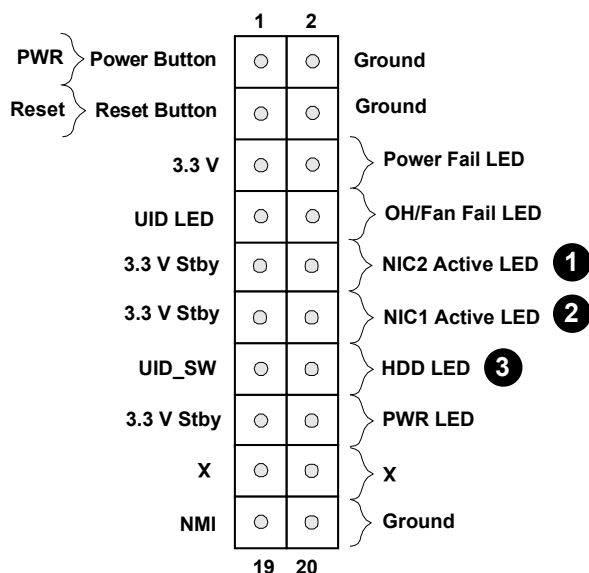 1 2
PWR Power Button Ground
Reset Reset Button Ground
3.3 V Power Fail LED
UID LED OH/Fan Fail LED
3.3 V Stby NIC2 Active LED 1
3.3 V Stby NIC1 Active LED 2
UID_SW HDD LED 3
3.3 V Stby PWR LED
X X
NMI Ground
19 20